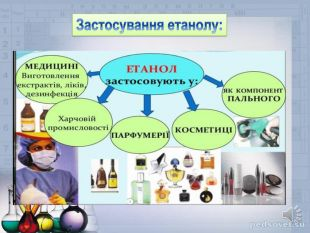 Застосування етанолу:
ЕТАНОЛ
застосовують у:
МЕДИЦИНІ
Виготовлення
екстрактів, ліків,
дезинфекція
Харчовій
промисловості
ПАРФУМЕРІЇ
КОСМЕТИЦІ
ЯК КОМПОНЕНТ
ПАЛЬНОГО
pedsovet.su